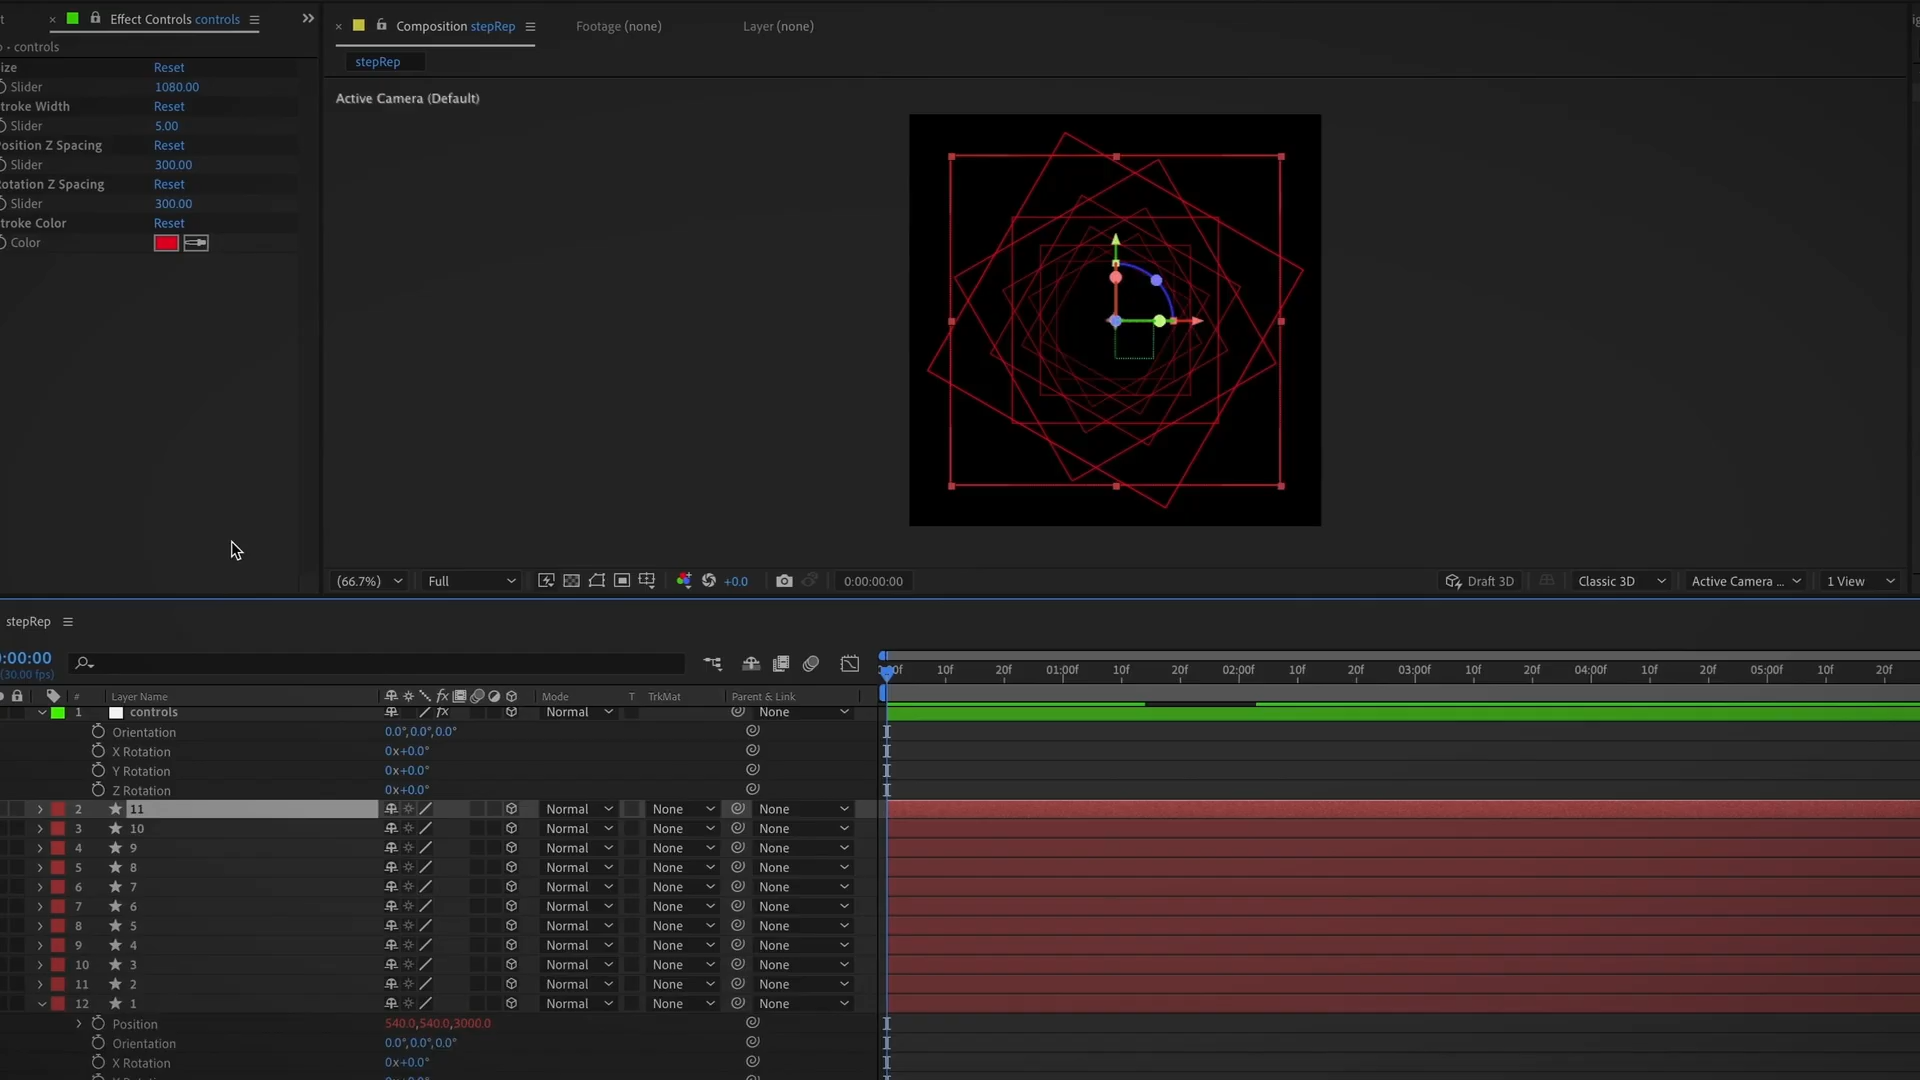 Effect Controls controls
controls
ize Reset
Slider 1080.00
troke Width Reset
Slider 5.00
osition Z Spacing Reset
Slider 300.00
otation Z Spacing Reset
Slider 300.00
troke Color Reset
Color
Composition stepRep
Footage (none)
Layer (none)
stepRep
Active Camera (Default)
(66.7%) Full +0.0 0:00:00:00 Draft 3D Classic 3D Active Camera ... 1 View
stepRep
:00:00
(30.00 fps)
:00f 10f 20f 01:00f 10f 20f 02:00f 10f 20f 03:00f 10f 20f 04:00f 10f 20f 05:00f 10f 20f
# Layer Name fx Mode T TrkMat Parent & Link
1 controls fx Normal None
Orientation 0.0°,0.0°,0.0°
X Rotation 0x+0.0°
Y Rotation 0x+0.0°
Z Rotation 0x+0.0°
2 11 Normal None None
3 10 Normal None None
4 9 Normal None None
5 8 Normal None None
6 7 Normal None None
7 6 Normal None None
8 5 Normal None None
9 4 Normal None None
10 3 Normal None None
11 2 Normal None None
12 1 Normal None None
Position 540.0,540.0,3000.0
Orientation 0.0°,0.0°,0.0°
X Rotation 0x+0.0°